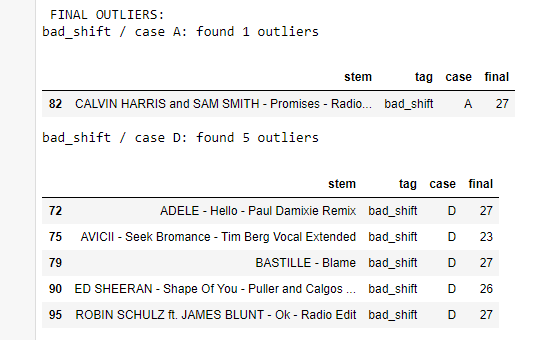 FINAL OUTLIERS:
bad_shift / case A: found 1 outliers
stem tag case final
82 CALVIN HARRIS and SAM SMITH - Promises - Radio... bad_shift A 27
bad_shift / case D: found 5 outliers
stem tag case final
72 ADELE - Hello - Paul Damixie Remix bad_shift D 27
75 AVICII - Seek Bromance - Tim Berg Vocal Extended bad_shift D 23
79 BASTILLE - Blame bad_shift D 27
90 ED SHEERAN - Shape Of You - Puller and Calgos ... bad_shift D 26
95 ROBIN SCHULZ ft. JAMES BLUNT - Ok - Radio Edit bad_shift D 27